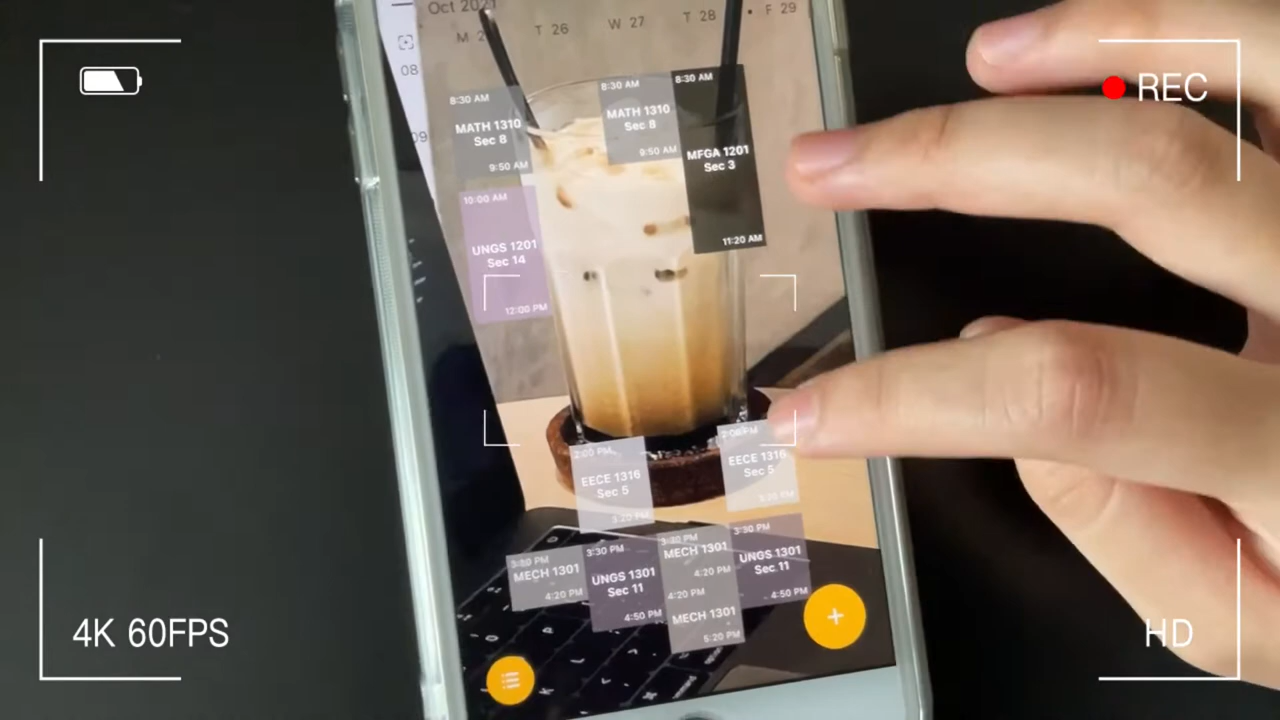 Oct 2021
T 26
W 27
T 28
F 29
08
09
8:30 AM
MATH 1310
Sec 8
9:50 AM
8:30 AM
MATH 1310
Sec 8
9:50 AM
8:30 AM
MFGA 1201
Sec 3
11:20 AM
10:00 AM
UNGS 1201
Sec 14
12:00 PM
2:00 PM
EECE 1316
Sec 5
3:20 PM
2:00 PM
EECE 1316
Sec 5
3:20 PM
3:30 PM
MECH 1301
4:20 PM
3:30 PM
UNGS 1301
Sec 11
4:50 PM
3:30 PM
MECH 1301
4:20 PM
4:20 PM
MECH 1301
5:20 PM
3:30 PM
UNGS 1301
Sec 11
4:50 PM
REC
4K 60FPS
HD